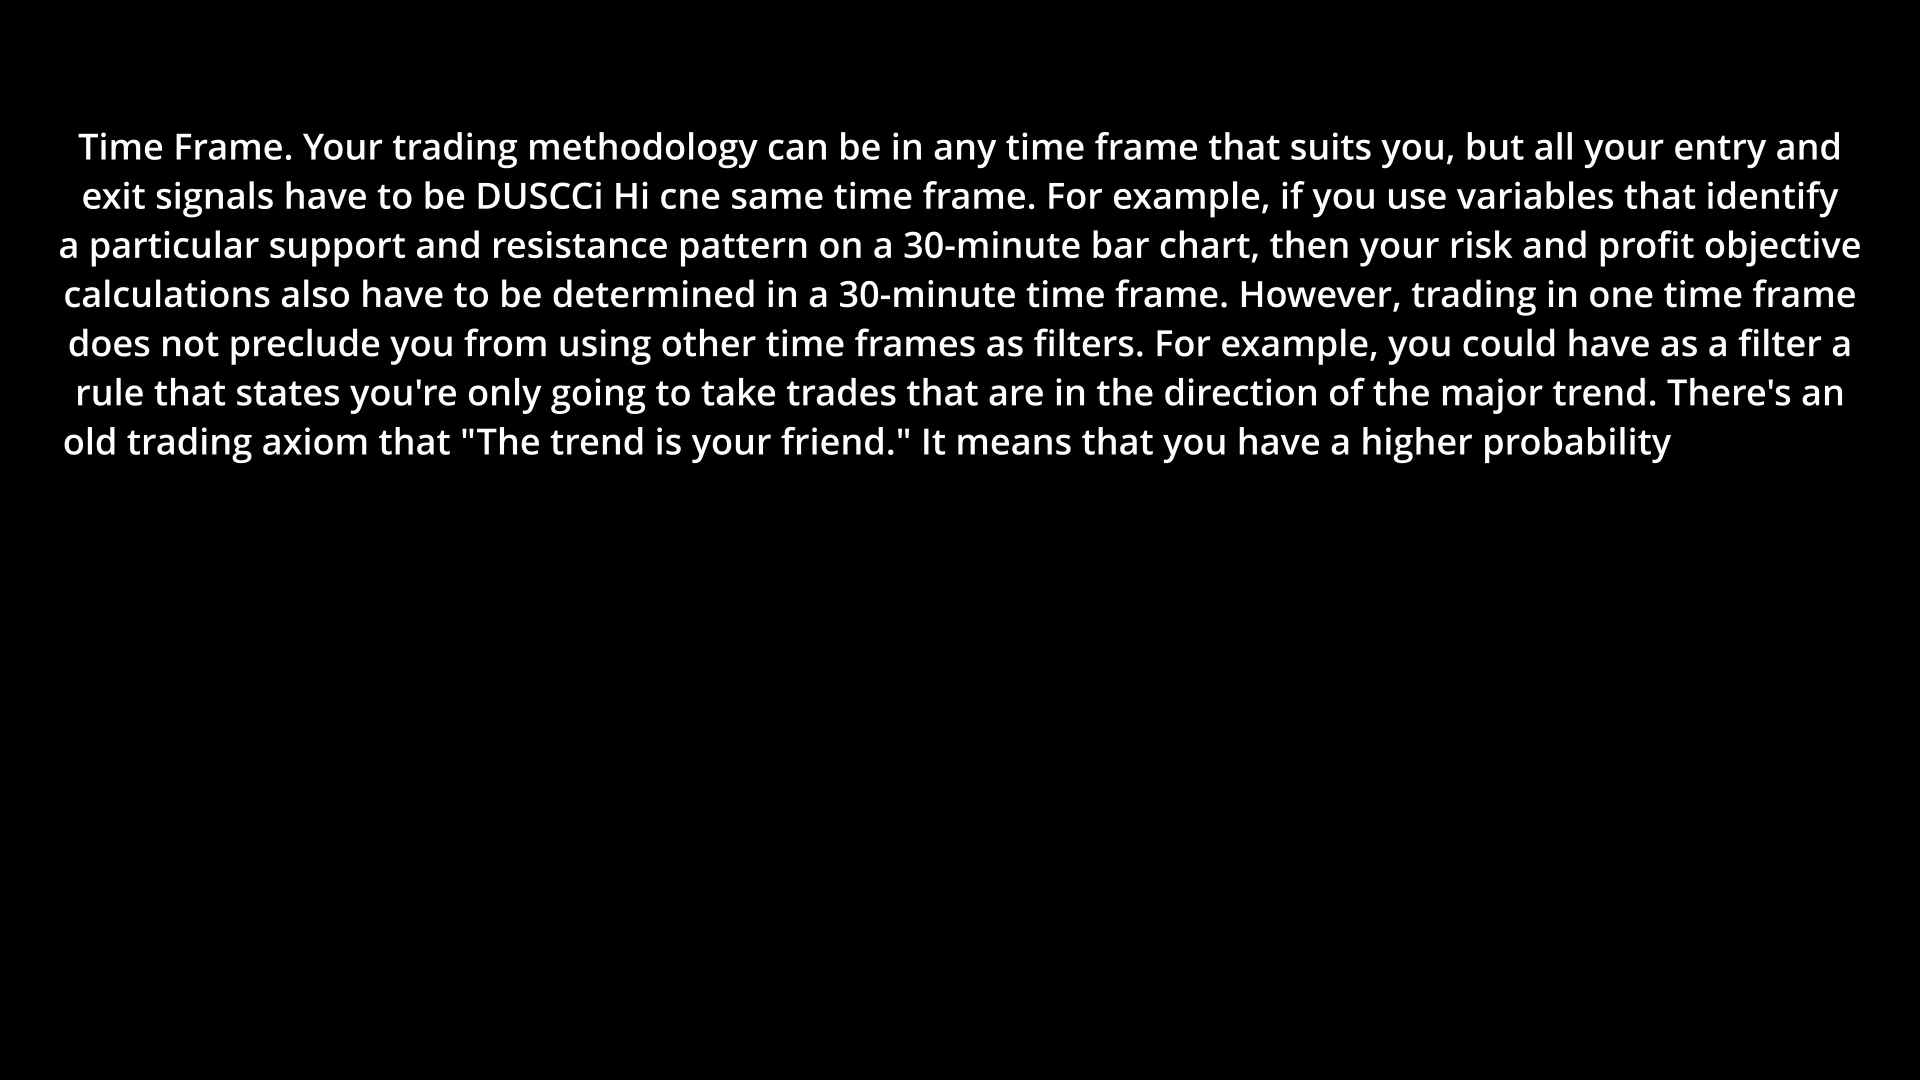 Time Frame. Your trading methodology can be in any time frame that suits you, but all your entry and
exit signals have to be DUSCCi Hi cne same time frame. For example, if you use variables that identify
a particular support and resistance pattern on a 30-minute bar chart, then your risk and profit objective
calculations also have to be determined in a 30-minute time frame. However, trading in one time frame
does not preclude you from using other time frames as filters. For example, you could have as a filter a
rule that states you're only going to take trades that are in the direction of the major trend. There's an
old trading axiom that "The trend is your friend." It means that you have a higher probability